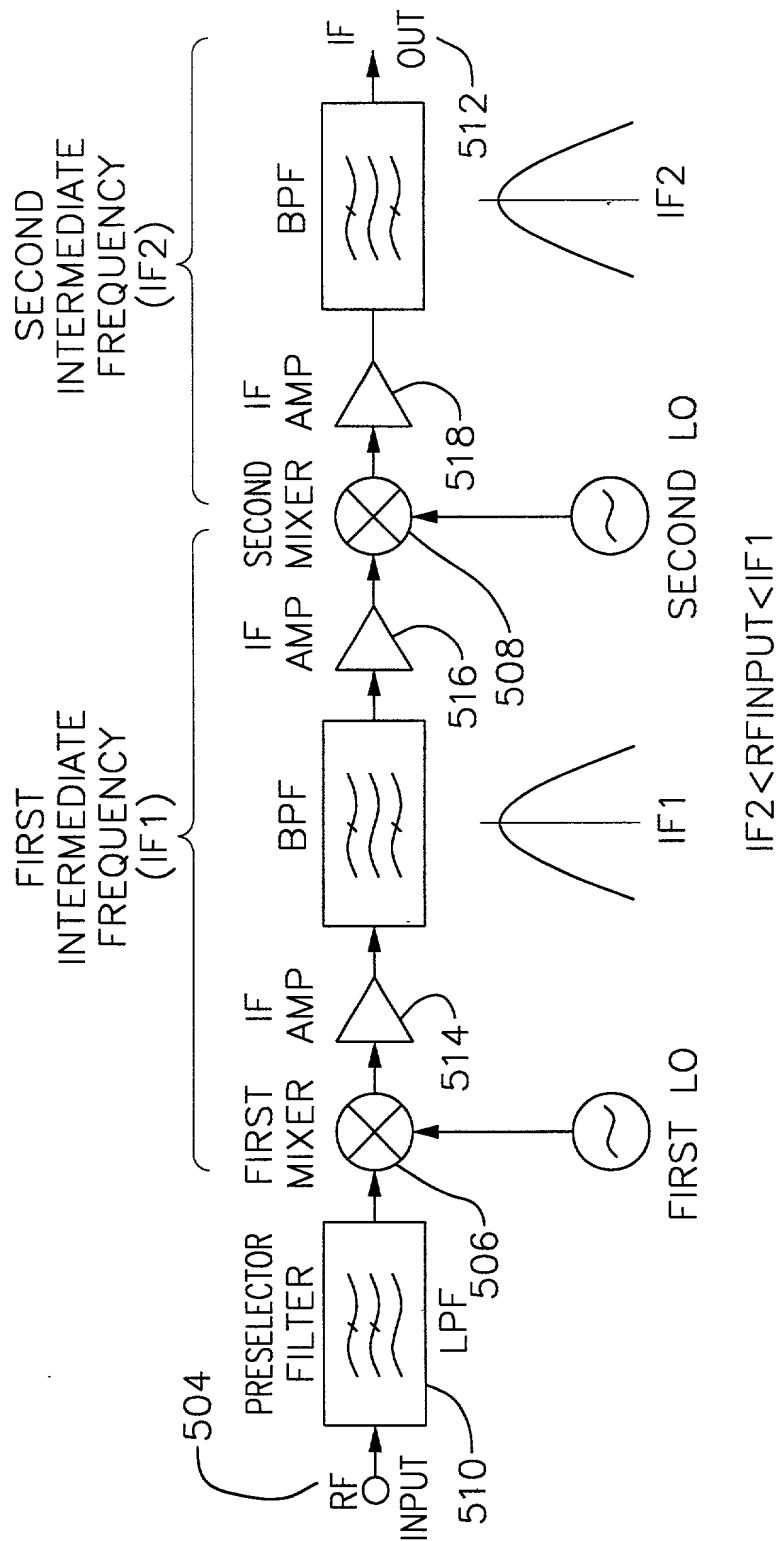 FIRST
INTERMEDIATE
FREQUENCY
(IF1)
SECOND
INTERMEDIATE
FREQUENCY
(IF2)
504
RF
INPUT
PRESELECTOR
FILTER
LPF
510
FIRST
MIXER
506
FIRST LO
IF
AMP
514
BPF
IF1
IF
AMP
516
SECOND
MIXER
508
SECOND LO
IF
AMP
518
BPF
IF2
IF
OUT
512
IF2<RFINPUT<IF1